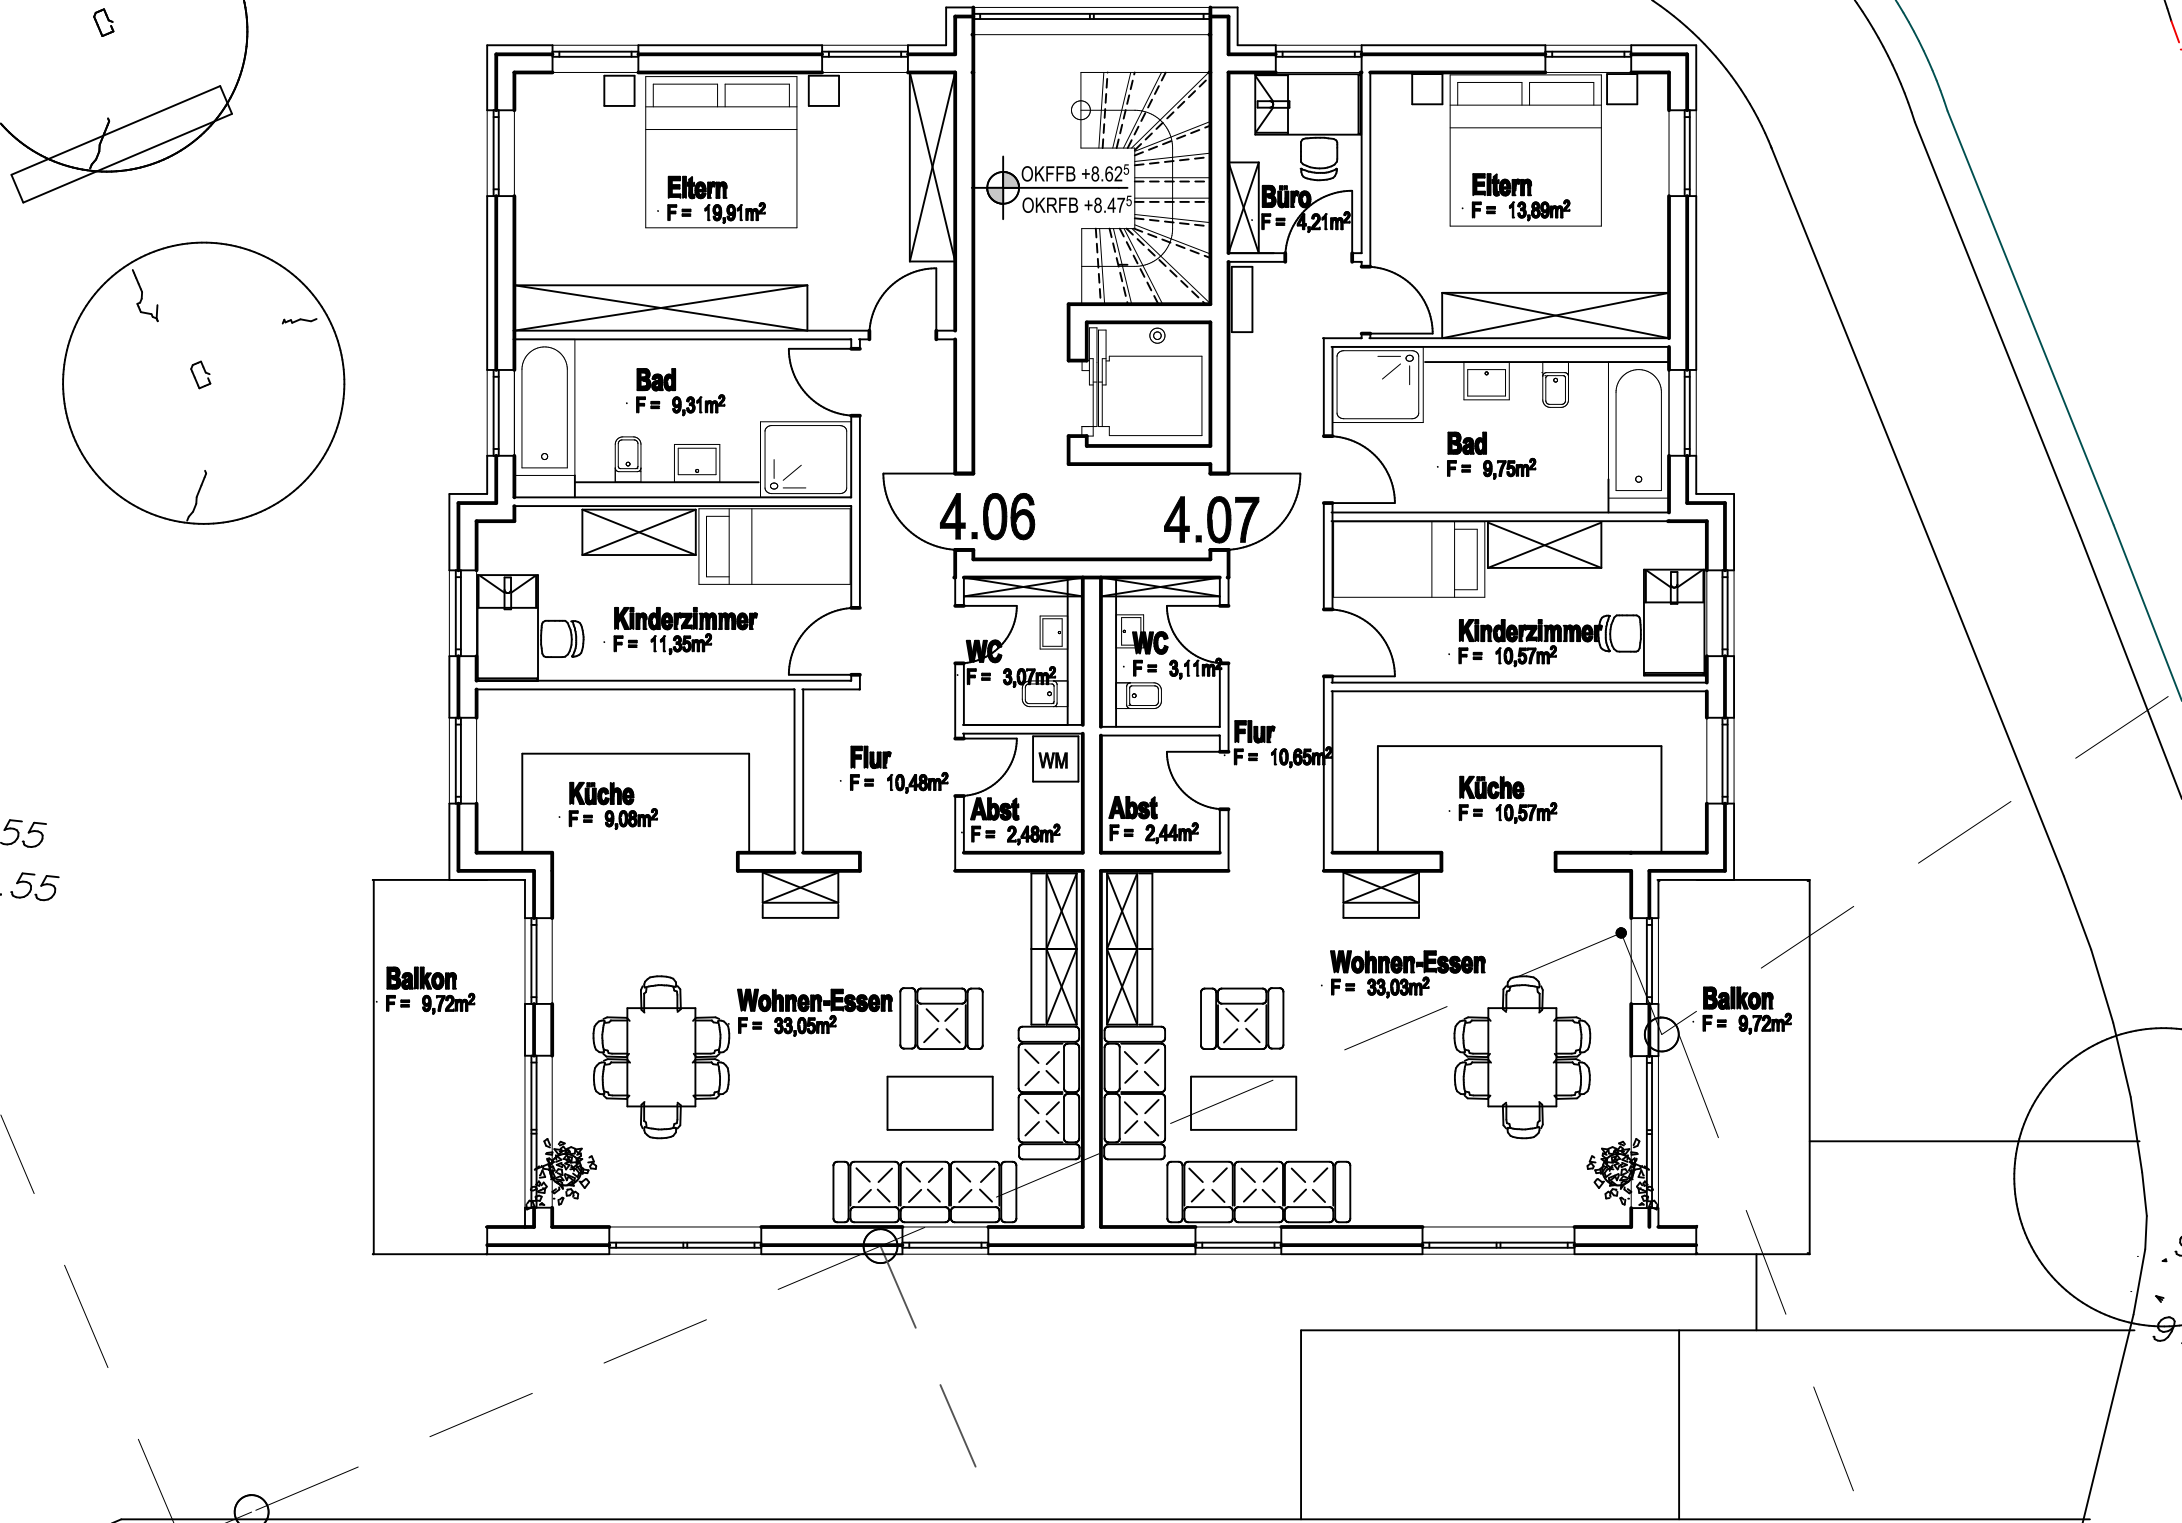 OKFFB +8.62⁵
OKRFB +8.47⁵
Eltern
F = 19,91m²
Büro
F = 4,21m²
Eltern
F = 13,89m²
Bad
F = 9,31m²
Bad
F = 9,75m²
4.06
4.07
Kinderzimmer
F = 11,35m²
WC
F = 3,07m²
WC
F = 3,11m²
Kinderzimmer
F = 10,57m²
Flur
F = 10,48m²
WM
Flur
F = 10,65m²
Küche
F = 9,08m²
Abst
F = 2,48m²
Abst
F = 2,44m²
Küche
F = 10,57m²
55
.55
Balkon
F = 9,72m²
Wohnen-Essen
F = 33,05m²
Wohnen-Essen
F = 33,03m²
Balkon
F = 9,72m²